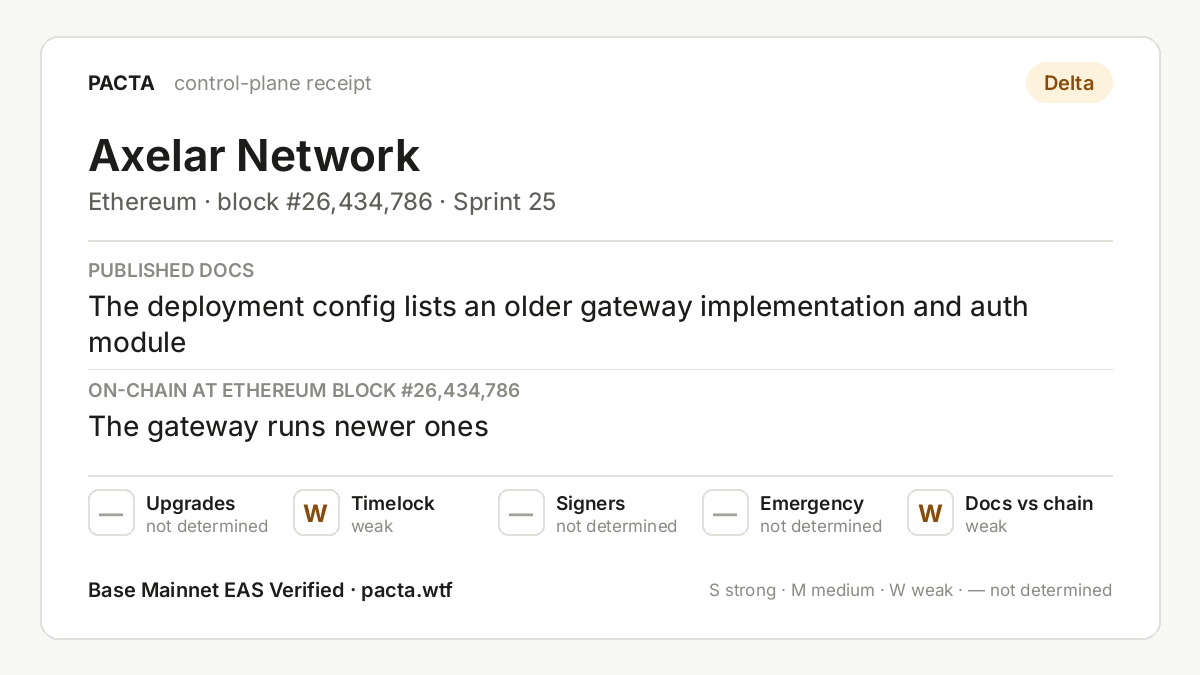 PACTA control-plane receipt Delta
Axelar Network
Ethereum · block #26,434,786 · Sprint 25
PUBLISHED DOCS
The deployment config lists an older gateway implementation and auth
module
ON-CHAIN AT ETHEREUM BLOCK #26,434,786
The gateway runs newer ones
— Upgrades W Timelock — Signers — Emergency W Docs vs chain
not determined weak not determined not determined weak
Base Mainnet EAS Verified · pacta.wtf S strong · M medium · W weak · — not determined